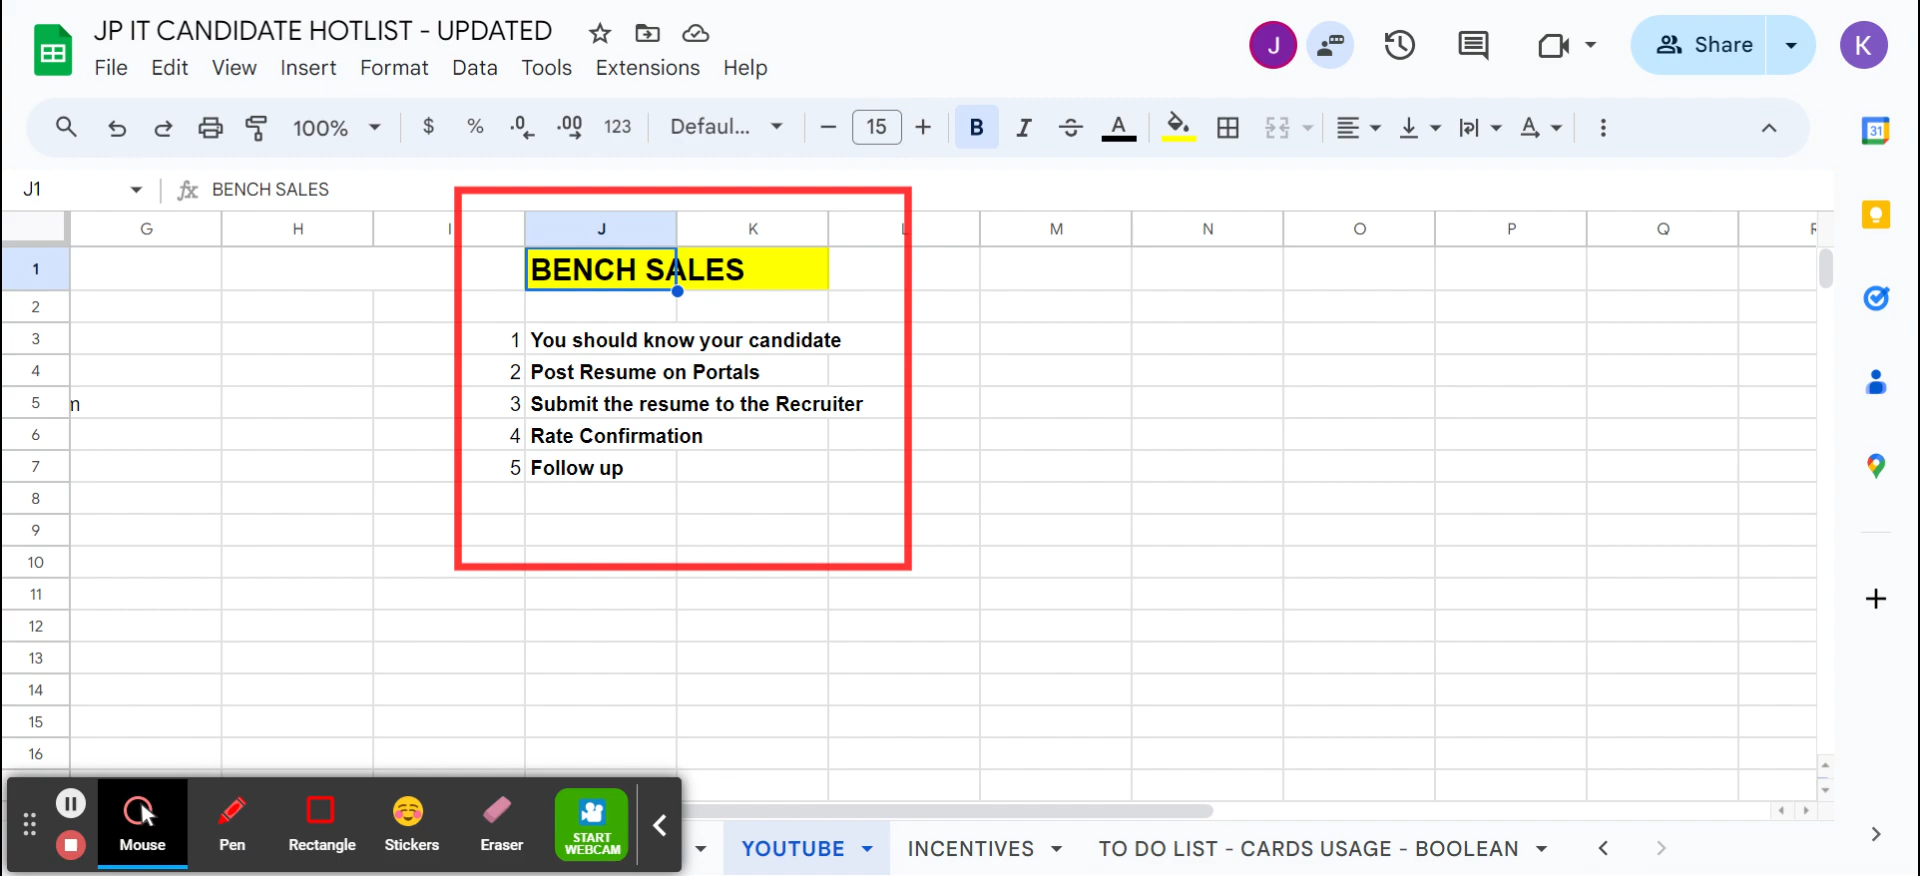 JP IT CANDIDATE HOTLIST - UPDATED
J
Share
K
File Edit View Insert Format Data Tools Extensions Help
100% $ % .0 .00 123 Defaul... 15 B I A A
31
J1 fx BENCH SALES
G H I J K L M N O P Q R
1 BENCH SALES
2
3 1 You should know your candidate
4 2 Post Resume on Portals
5 n 3 Submit the resume to the Recruiter
6 4 Rate Confirmation
7 5 Follow up
8
9
10
11
12
13
14
15
16
Mouse Pen Rectangle Stickers Eraser START WEBCAM
YOUTUBE INCENTIVES TO DO LIST - CARDS USAGE - BOOLEAN